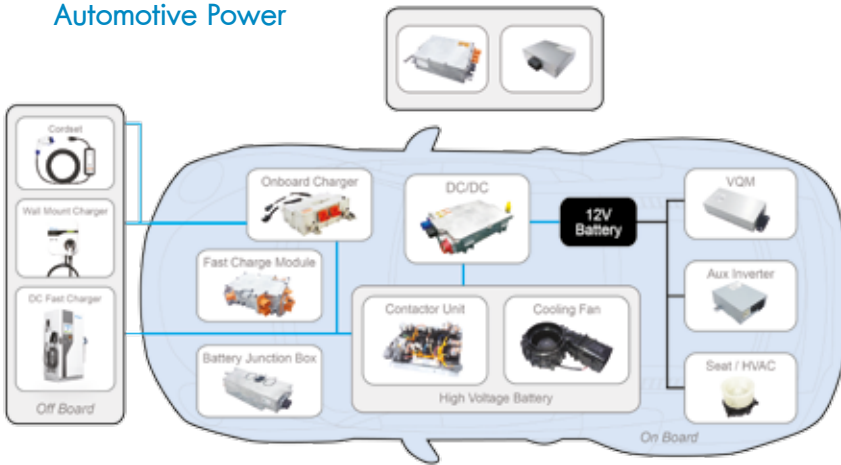 Automotive Power
Cordset
Wall Mount Charger
DC Fast Charger
Off Board
Onboard Charger
Fast Charge Module
Battery Junction Box
DC/DC
12V
Battery
Contactor Unit
Cooling Fan
High Voltage Battery
VQM
Aux Inverter
Seat / HVAC
On Board